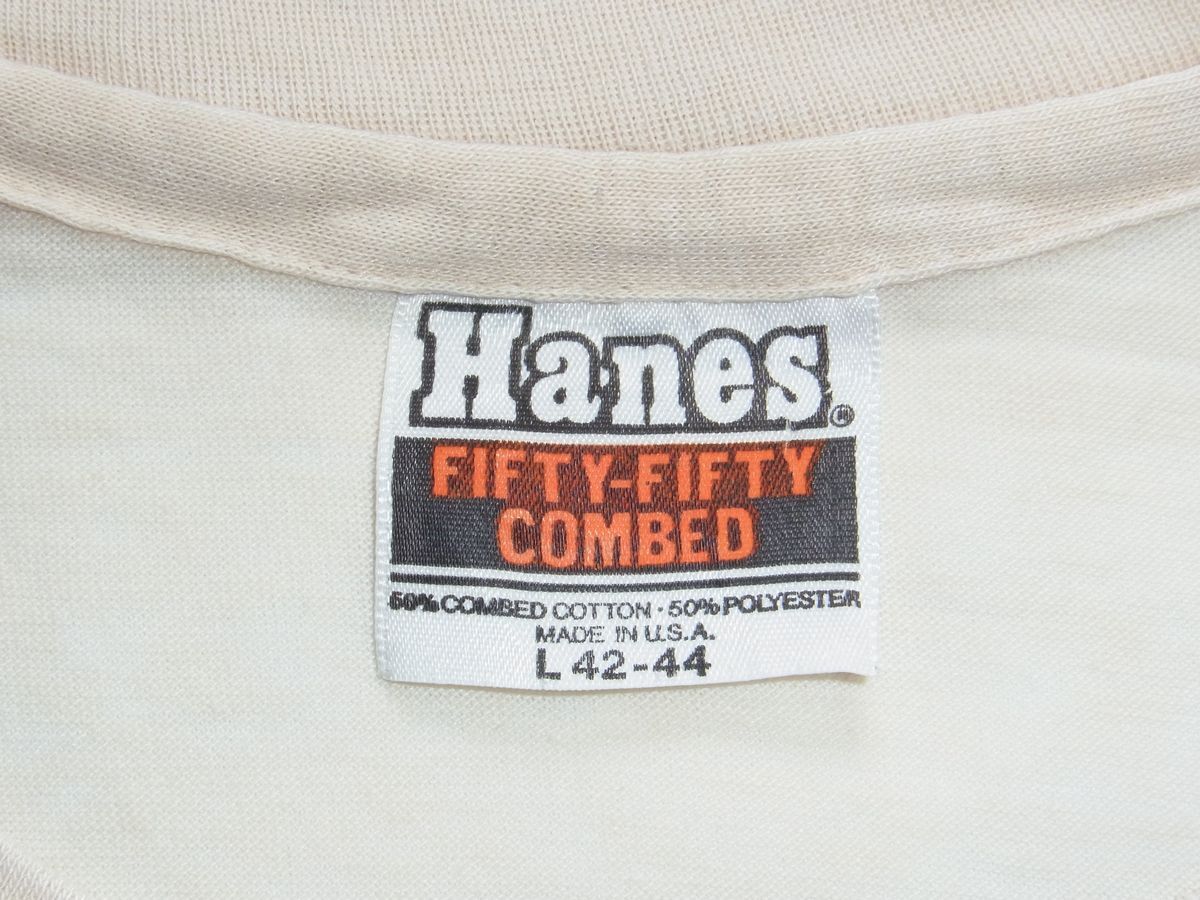 Hanes®
FIFTY-FIFTY
COMBED
50% COMBED COTTON · 50% POLYESTER
MADE IN U.S.A.
L 42-44